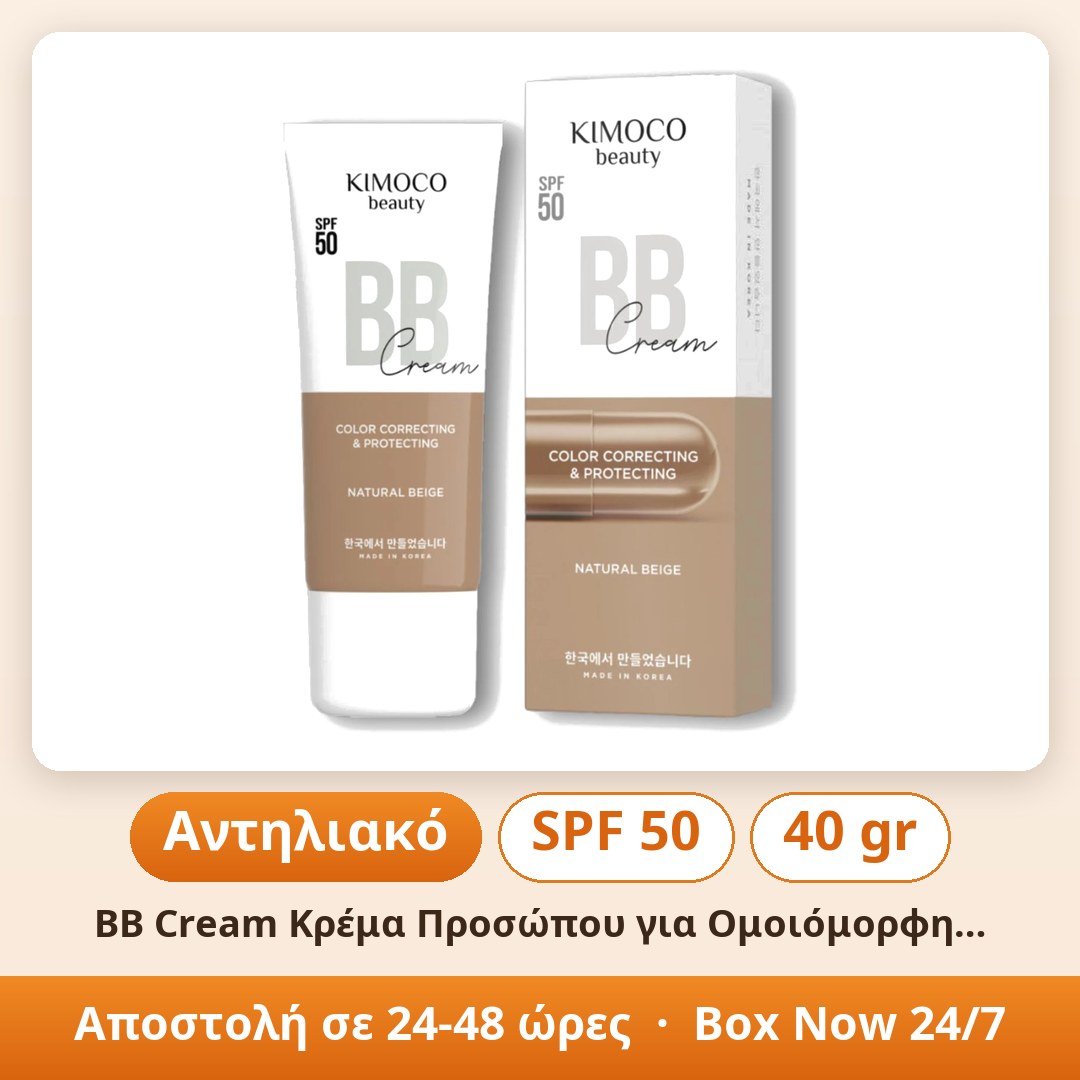 KIMOCO
beauty
SPF
50
BB
Cream
COLOR CORRECTING
& PROTECTING
NATURAL BEIGE
한국에서 만들었습니다
MADE IN KOREA
KIMOCO
beauty
SPF
50
BB
Cream
COLOR CORRECTING
& PROTECTING
NATURAL BEIGE
한국에서 만들었습니다
MADE IN KOREA
MADE IN KOREA
Αντηλιακό
SPF 50
40 gr
BB Cream Κρέμα Προσώπου για Ομοιόμορφη...
Αποστολή σε 24-48 ώρες · Box Now 24/7